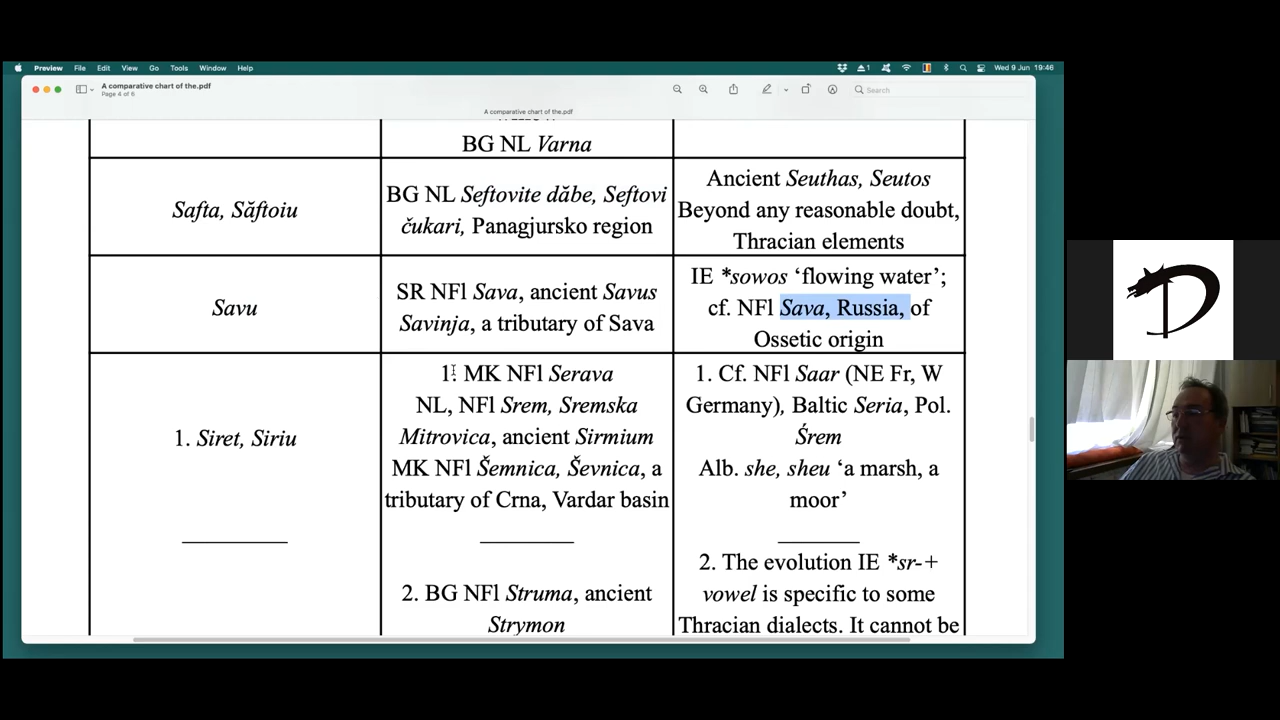 Preview File Edit View Go Tools Window Help
1 Wed 9 Jun 19:46
A comparative chart of the.pdf
Page 4 of 6
Search
A comparative chart of the.pdf
BG NL Varna
Safta, Săftoiu
BG NL Seftovite dăbe, Seftovi
čukari, Panagjursko region
Ancient Seuthas, Seutos
Beyond any reasonable doubt,
Thracian elements
Savu
SR NFl Sava, ancient Savus
Savinja, a tributary of Sava
IE *sowos ‘flowing water’;
cf. NFl Sava, Russia, of
Ossetic origin
1. Siret, Siriu
1. MK NFl Serava
NL, NFl Srem, Sremska
Mitrovica, ancient Sirmium
MK NFl Šemnica, Ševnica, a
tributary of Crna, Vardar basin
1. Cf. NFl Saar (NE Fr, W
Germany), Baltic Seria, Pol.
Śrem
Alb. she, sheu ‘a marsh, a
moor’
2. BG NFl Struma, ancient
Strymon
2. The evolution IE *sr-+
vowel is specific to some
Thracian dialects. It cannot be